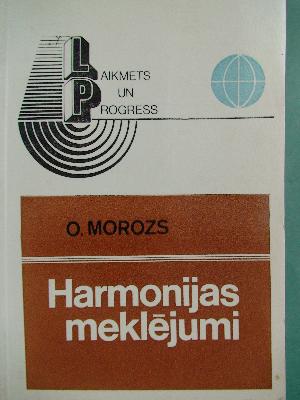 LAIKMETS
UN
PROGRESS
O. MOROZS
Harmonijas
meklējumi